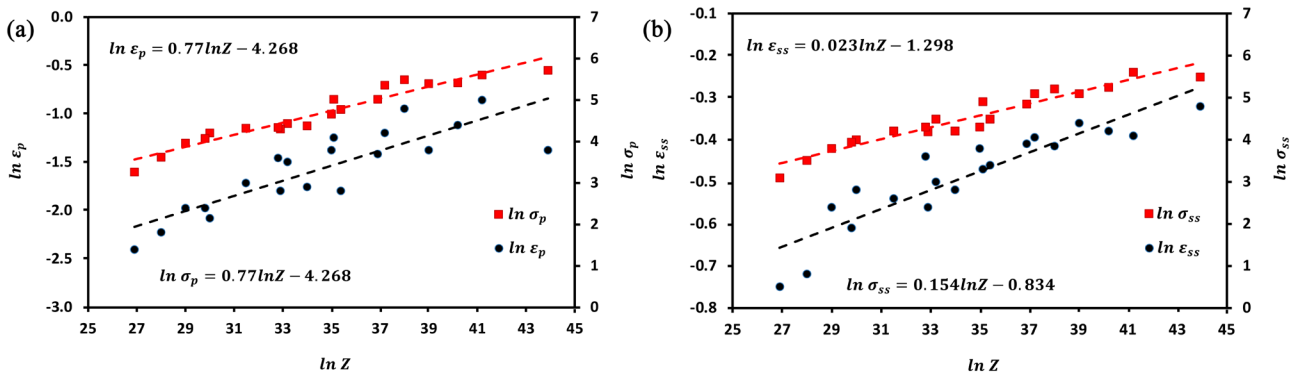 (a)
ln εₚ = 0.77lnZ − 4.268
0.0
-0.5
-1.0
-1.5
-2.0
-2.5
-3.0
ln εₚ
7
6
5
4
3
2
1
0
ln σₚ
ln σₚ
ln εₚ
ln σₚ = 0.77lnZ − 4.268
25 27 29 31 33 35 37 39 41 43 45
ln Z
(b)
ln εₛₛ = 0.023lnZ − 1.298
-0.1
-0.2
-0.3
-0.4
-0.5
-0.6
-0.7
-0.8
ln εₛₛ
7
6
5
4
3
2
1
0
ln σₛₛ
ln σₛₛ
ln εₛₛ
ln σₛₛ = 0.154lnZ − 0.834
25 27 29 31 33 35 37 39 41 43 45
ln Z